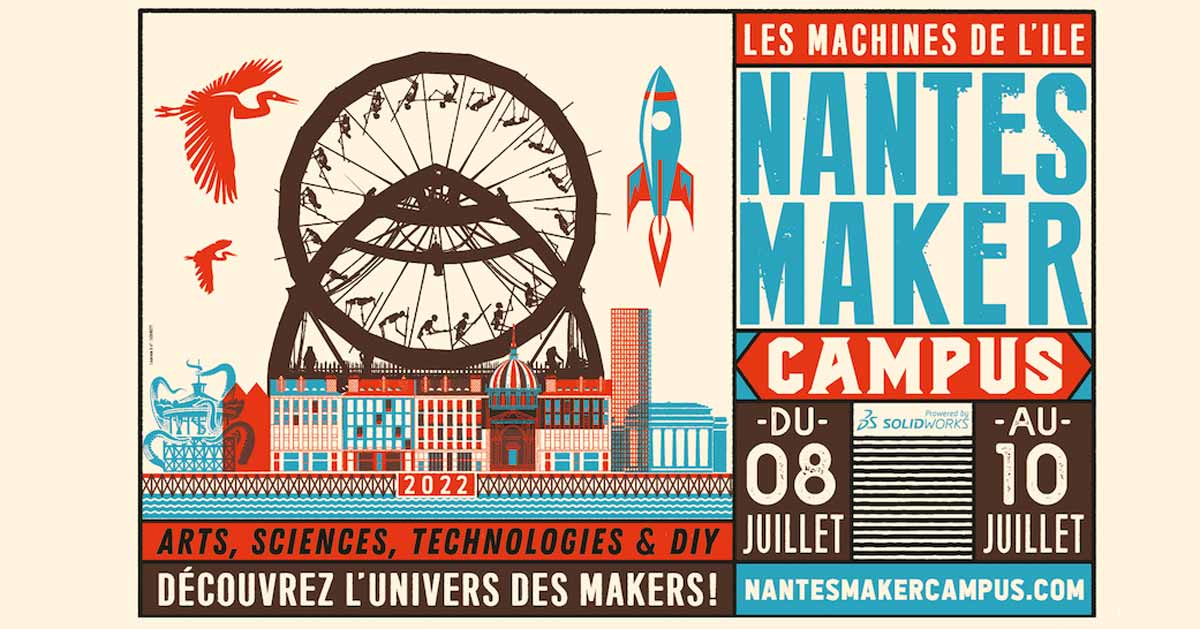 LES MACHINES DE L'ILE
NANTES
MAKER
CAMPUS
-DU-
08
JUILLET
Powered by
SOLIDWORKS
-AU-
10
JUILLET
NANTESMAKERCAMPUS.COM
2022
ARTS, SCIENCES, TECHNOLOGIES & DIY
DÉCOUVREZ L'UNIVERS DES MAKERS!